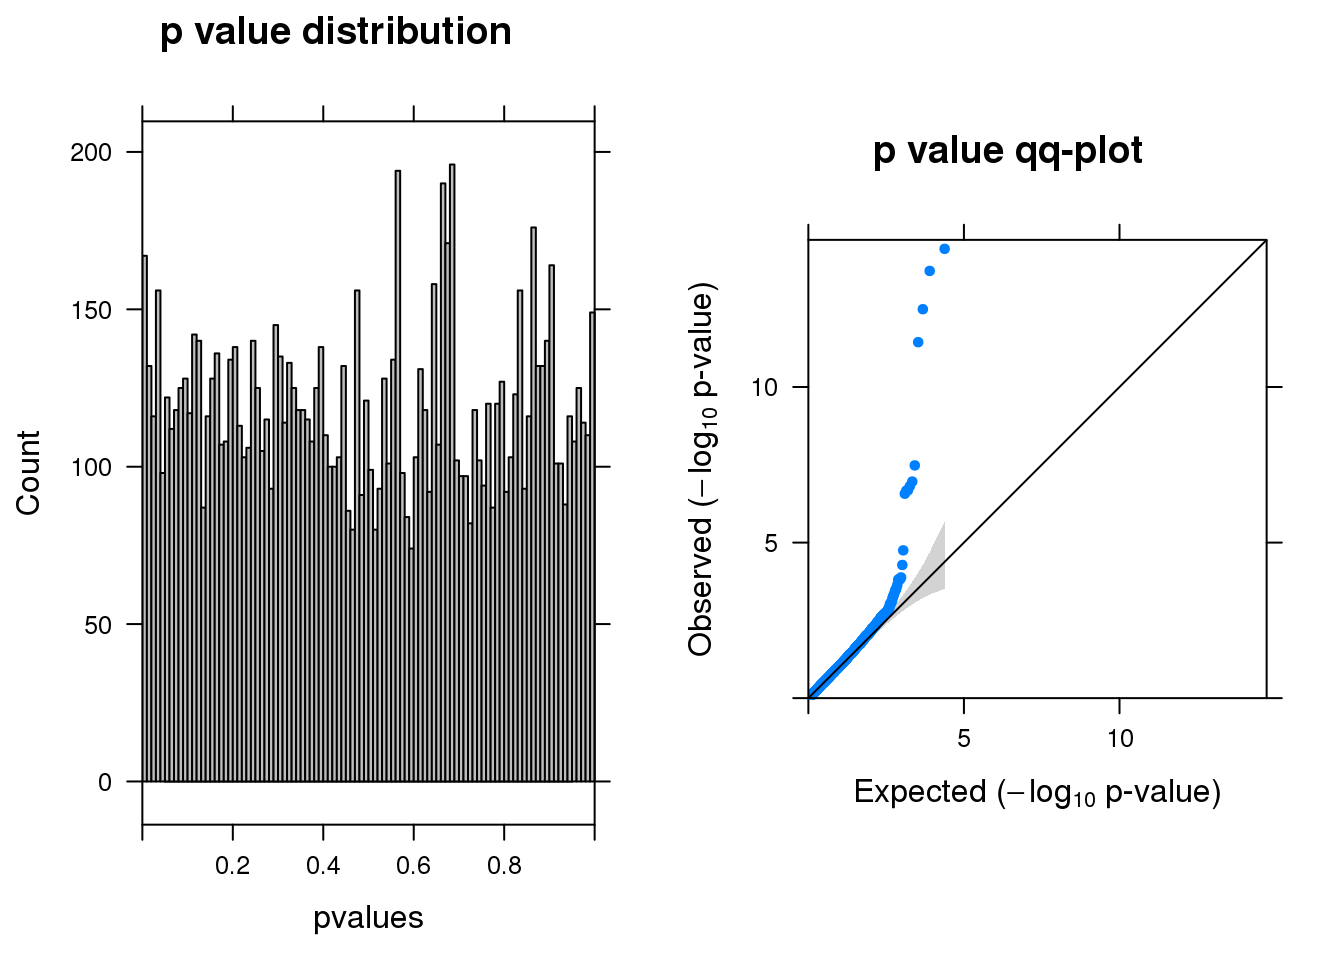 p value distribution
Count
200
150
100
50
0
0.2 0.4 0.6 0.8
pvalues
p value qq-plot
Observed (−log10 p-value)
10
5
5 10
Expected (−log10 p-value)